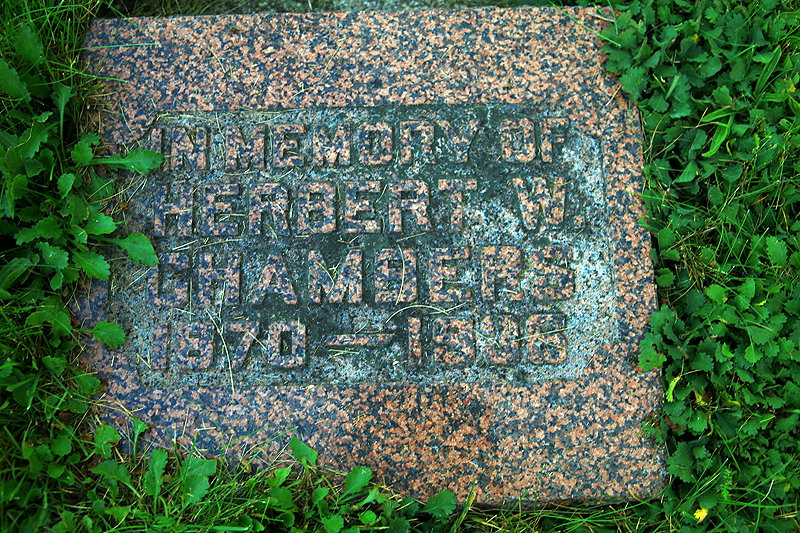 IN MEMORY OF
HERBERT W.
CHAMBERS
1870 —